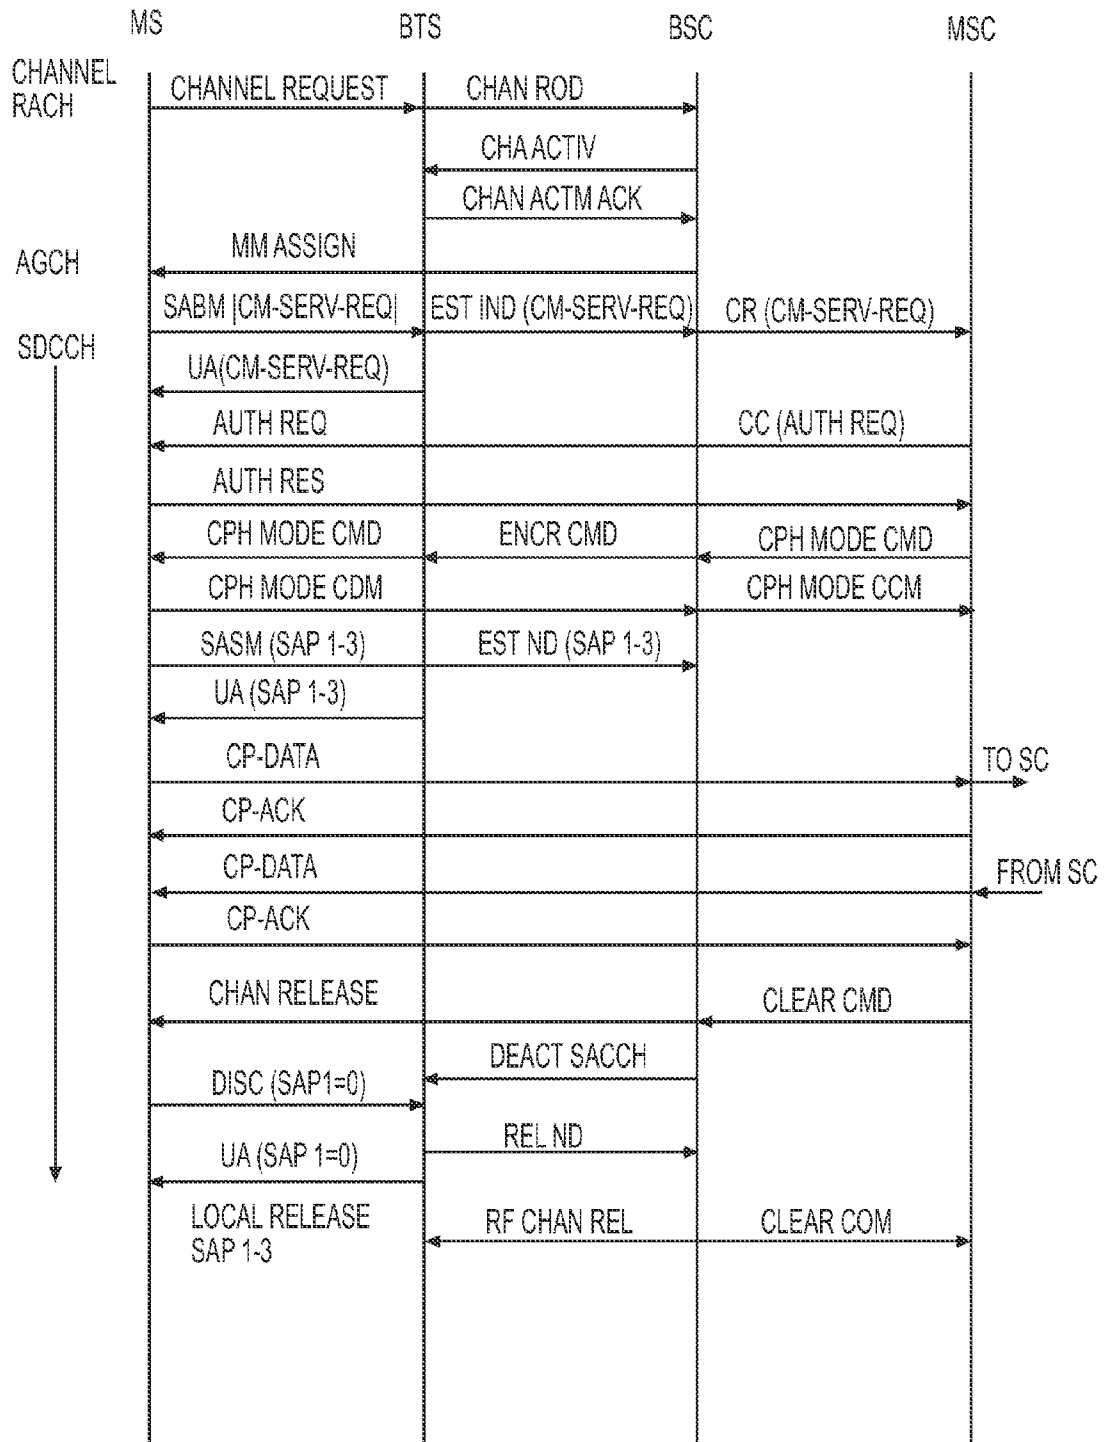 MS BTS BSC MSC
CHANNEL
RACH
CHANNEL REQUEST CHAN ROD
CHA ACTIV
CHAN ACTM ACK
MM ASSIGN
AGCH
SABM |CM-SERV-REQ| EST IND (CM-SERV-REQ) CR (CM-SERV-REQ)
SDCCH
UA(CM-SERV-REQ)
AUTH REQ CC (AUTH REQ)
AUTH RES
CPH MODE CMD ENCR CMD CPH MODE CMD
CPH MODE CDM CPH MODE CCM
SASM (SAP 1-3) EST ND (SAP 1-3)
UA (SAP 1-3)
CP-DATA TO SC
CP-ACK
CP-DATA FROM SC
CP-ACK
CHAN RELEASE CLEAR CMD
DEACT SACCH
DISC (SAP1=0)
REL ND
UA (SAP 1=0)
LOCAL RELEASE RF CHAN REL CLEAR COM
SAP 1-3